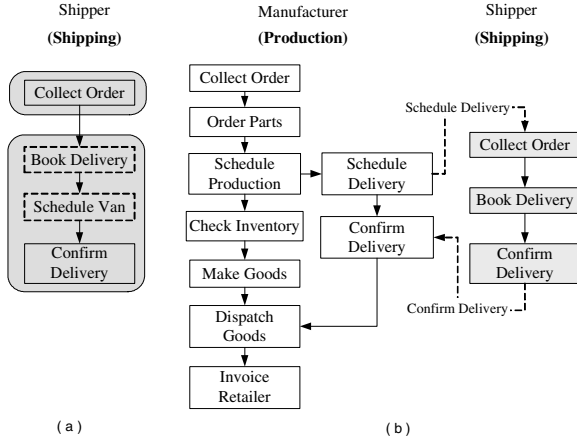 Shipper
(Shipping)
Collect Order
Book Delivery
Schedule Van
Confirm
Delivery
( a )
Manufacturer
(Production)
Collect Order
Order Parts
Schedule
Production
Check Inventory
Make Goods
Dispatch
Goods
Invoice
Retailer
Schedule
Delivery
Confirm
Delivery
Schedule Delivery
Confirm Delivery
Shipper
(Shipping)
Collect Order
Book Delivery
Confirm
Delivery
( b )